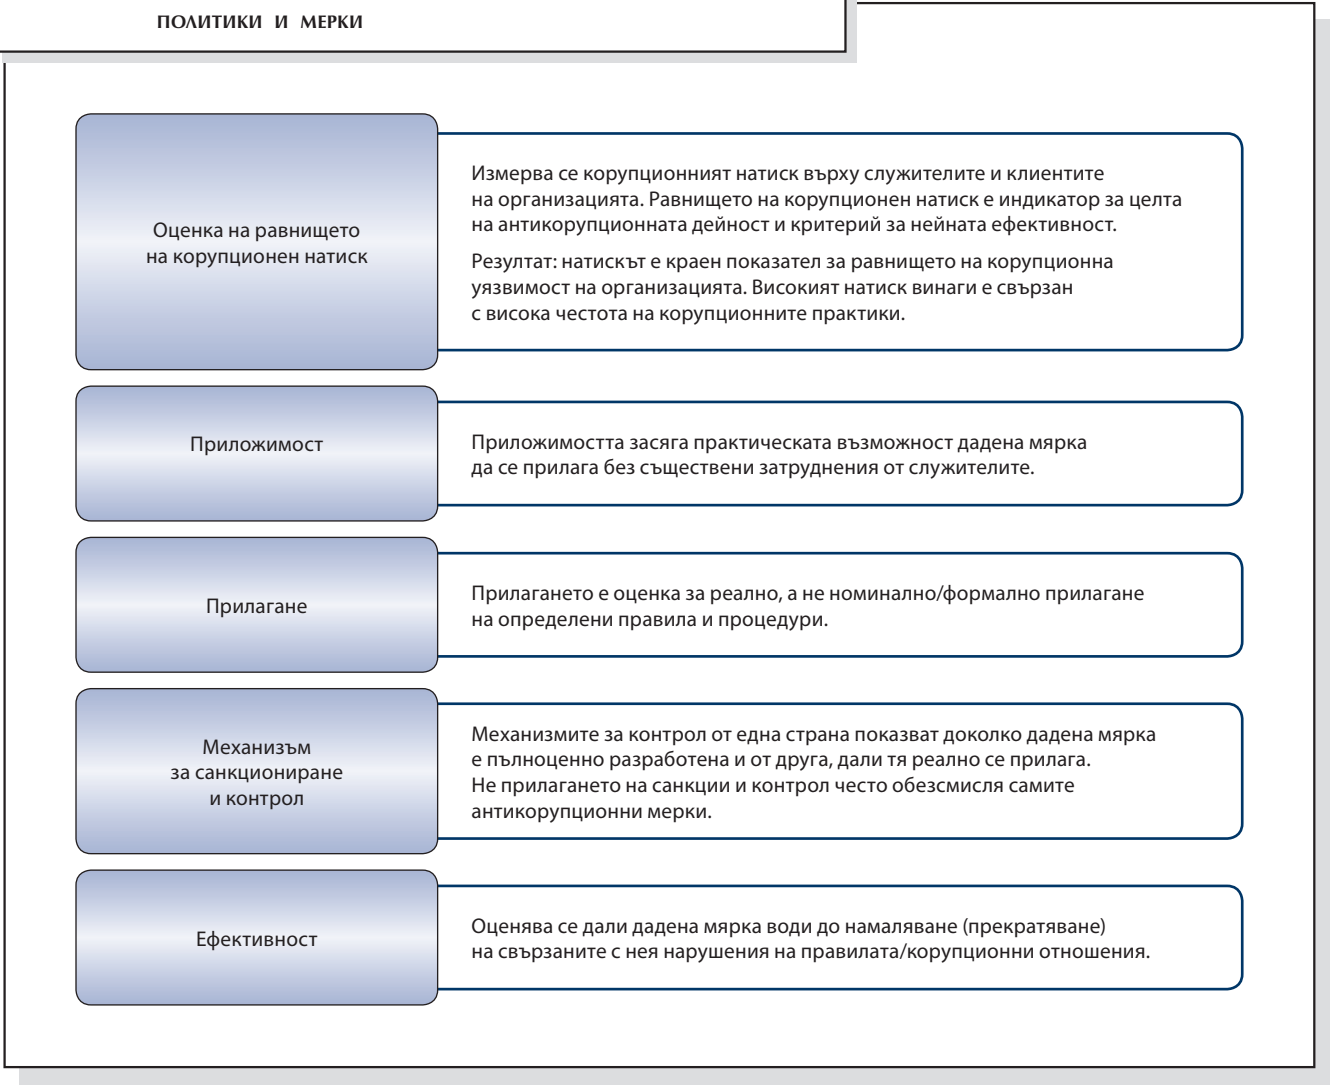 ПОЛИТИКИ И МЕРКИ
Оценка на равнището
на корупционен натиск
Измерва се корупционният натиск върху служителите и клиентите
на организацията. Равнището на корупционен натиск е индикатор за целта
на антикорупционната дейност и критерий за нейната ефективност.
Резултат: натискът е краен показател за равнището на корупционна
уязвимост на организацията. Високият натиск винаги е свързан
с висока честота на корупционните практики.
Приложимост
Приложимостта засяга практическата възможност дадена мярка
да се прилага без съществени затруднения от служителите.
Прилагане
Прилагането е оценка за реално, а не номинално/формално прилагане
на определени правила и процедури.
Механизъм
за санкциониране
и контрол
Механизмите за контрол от една страна показват доколко дадена мярка
е пълноценно разработена и от друга, дали тя реално се прилага.
Не прилагането на санкции и контрол често обезсмисля самите
антикорупционни мерки.
Ефективност
Оценява се дали дадена мярка води до намаляване (прекратяване)
на свързаните с нея нарушения на правилата/корупционни отношения.